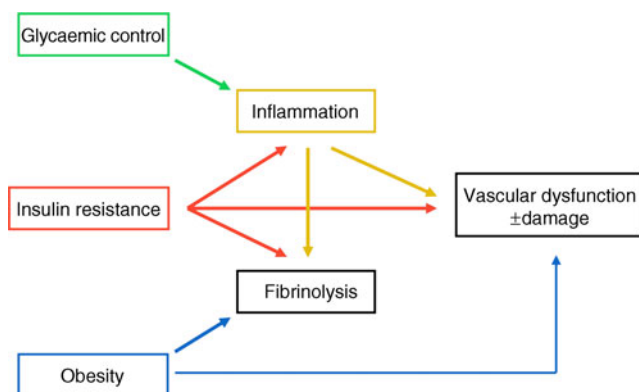 Glycaemic control
Inflammation
Insulin resistance
Vascular dysfunction
±damage
Fibrinolysis
Obesity